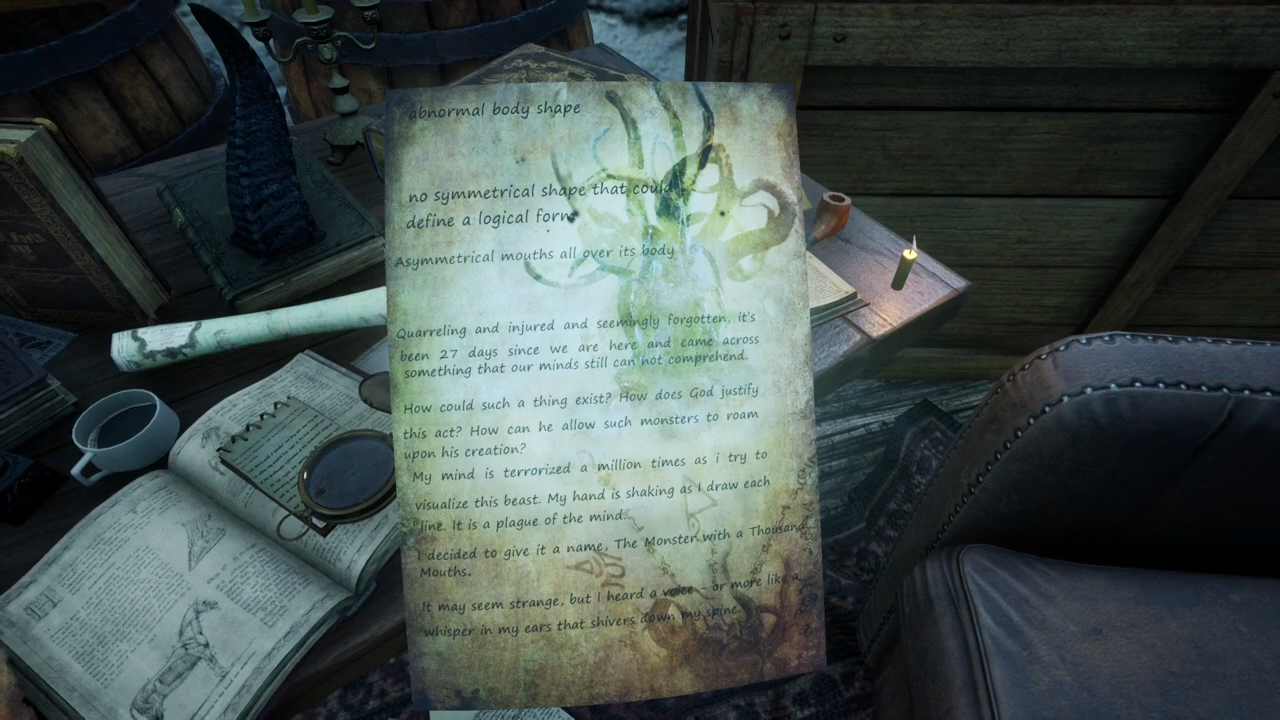 abnormal body shape
no symmetrical shape that could
define a logical form
Asymmetrical mouths all over its body
Quarreling and injured and seemingly forgotten, it's
been 27 days since we are here and came across
something that our minds still can not comprehend.
How could such a thing exist? How does God justify
this act? How can he allow such monsters to roam
upon his creation?
My mind is terrorized a million times as i try to
visualize this beast. My hand is shaking as I draw each
line. It is a plague of the mind.
I decided to give it a name, The Monster with a Thousand
Mouths.
It may seem strange, but I heard a voice - or more like a
whisper in my ears that shivers down my spine.